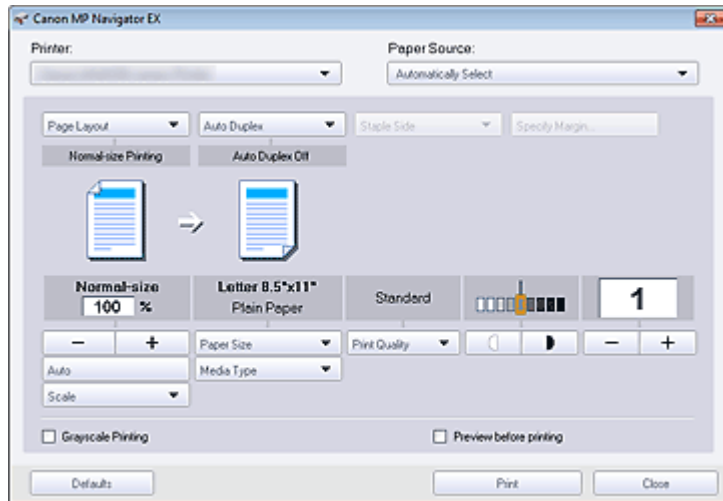 Canon MP Navigator EX
Printer: Paper Source:
Automatically Select
Page Layout Auto Duplex Staple Side Specify Margin...
Normal-size Printing Auto Duplex Off
Normal-size Letter 8.5"x11" Standard 1
100 % Plain Paper
− + Paper Size Print Quality − +
Auto Media Type
Scale
Grayscale Printing Preview before printing
Defaults Print Close